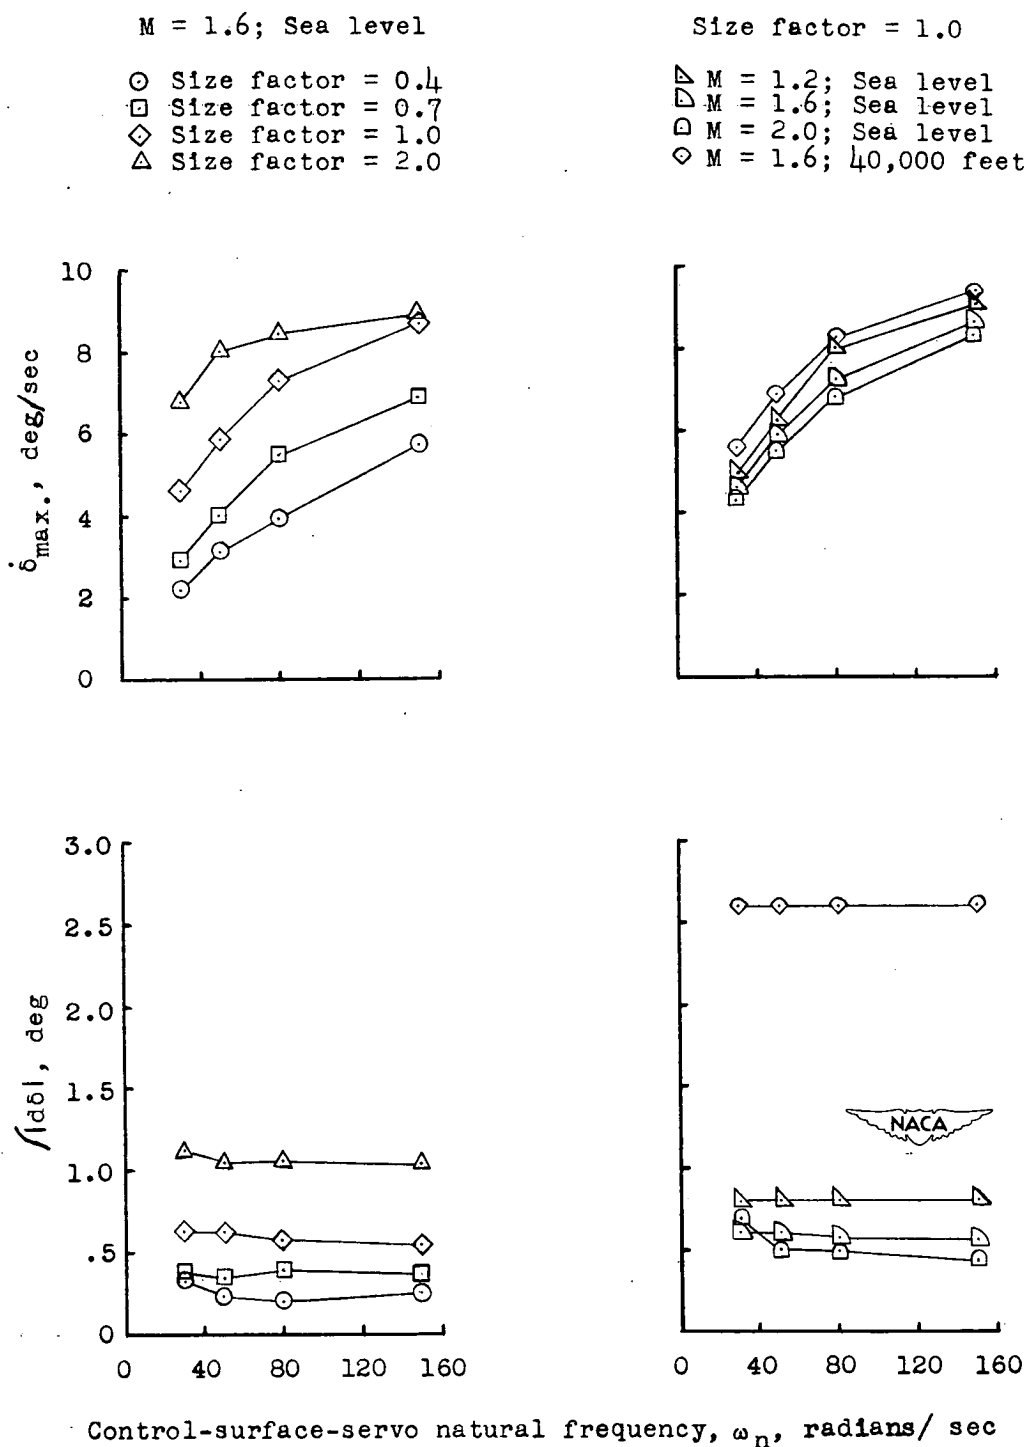 M = 1.6; Sea level
Size factor = 0.4
Size factor = 0.7
Size factor = 1.0
Size factor = 2.0
Size factor = 1.0
M = 1.2; Sea level
M = 1.6; Sea level
M = 2.0; Sea level
M = 1.6; 40,000 feet
δ̇max., deg/sec
10
8
6
4
2
0
∫|dδ|, deg
3.0
2.5
2.0
1.5
1.0
.5
0
0 40 80 120 160
NACA
0 40 80 120 160
Control-surface-servo natural frequency, ωn, radians/ sec